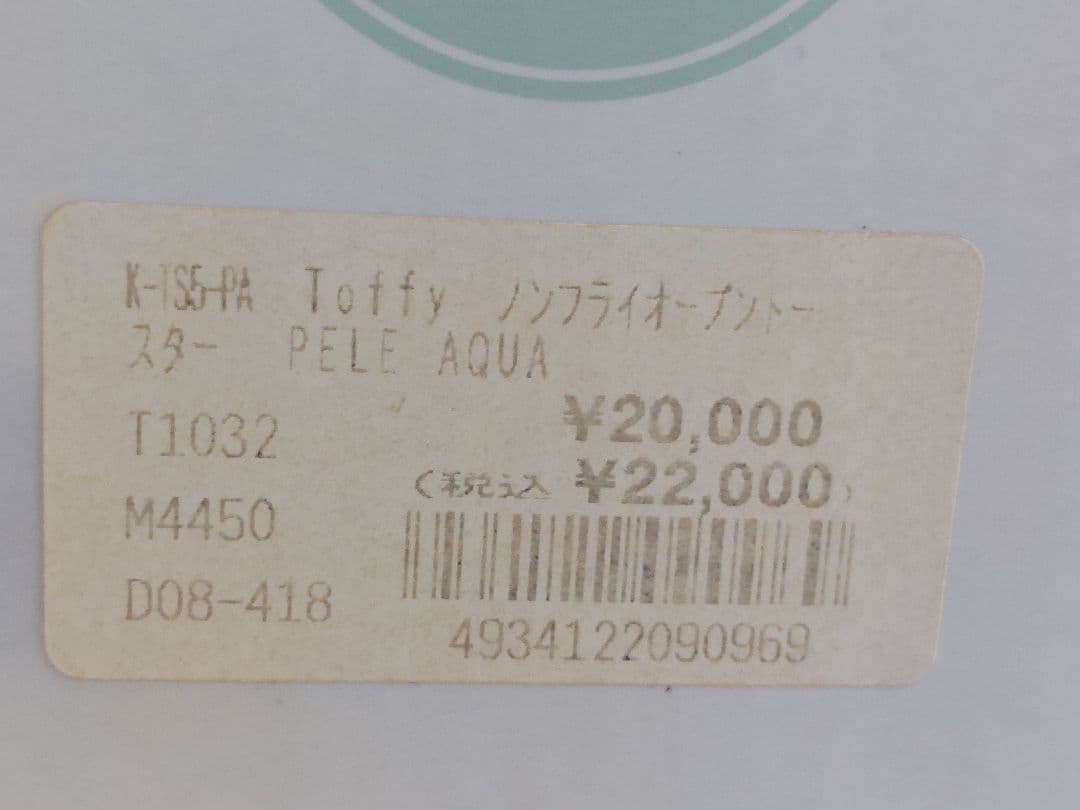 K-TS5-PA Toffy ノンフライオーブントー
スター PELE AQUA
T1032
¥20,000
(税込 ¥22,000)
M4450
D08-418
4934122090969